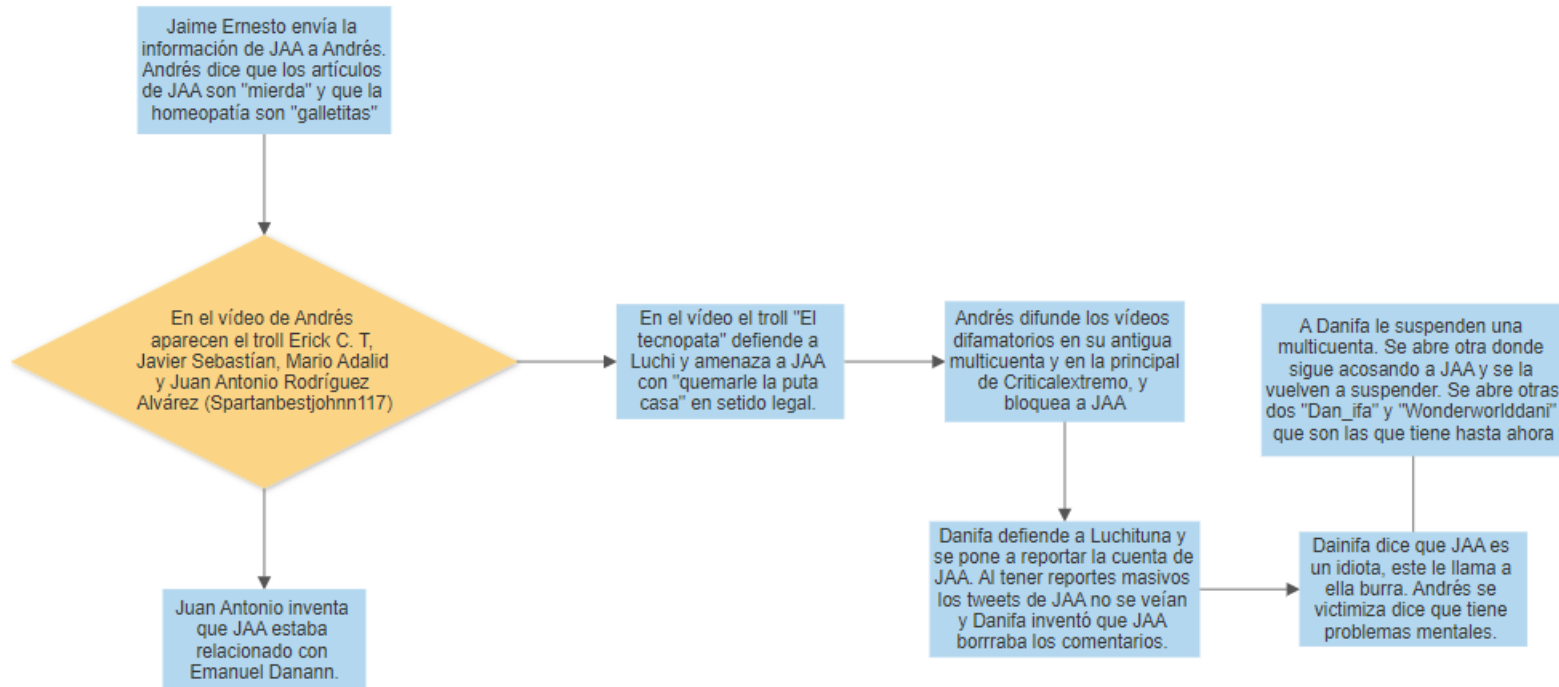 Jaime Ernesto envía la
información de JAA a Andrés.
Andrés dice que los artículos
de JAA son "mierda" y que la
homeopatía son "galletitas"
En el vídeo de Andrés
aparecen el troll Erick C. T,
Javier Sebastían, Mario Adalid
y Juan Antonio Rodríguez
Alvárez (Spartanbestjohnn117)
Juan Antonio inventa
que JAA estaba
relacionado con
Emanuel Danann.
En el vídeo el troll "El
tecnopata" defiende a
Luchi y amenaza a JAA
con "quemarle la puta
casa" en setido legal.
Andrés difunde los vídeos
difamatorios en su antigua
multicuenta y en la principal
de Criticalextremo, y
bloquea a JAA
Danifa defiende a Luchituna y
se pone a reportar la cuenta de
JAA. Al tener reportes masivos
los tweets de JAA no se veían
y Danifa inventó que JAA
borrraba los comentarios.
Dainifa dice que JAA es
un idiota, este le llama a
ella burra. Andrés se
victimiza dice que tiene
problemas mentales.
A Danifa le suspenden una
multicuenta. Se abre otra donde
sigue acosando a JAA y se la
vuelven a suspender. Se abre otras
dos "Dan_ifa" y "Wonderworlddani"
que son las que tiene hasta ahora